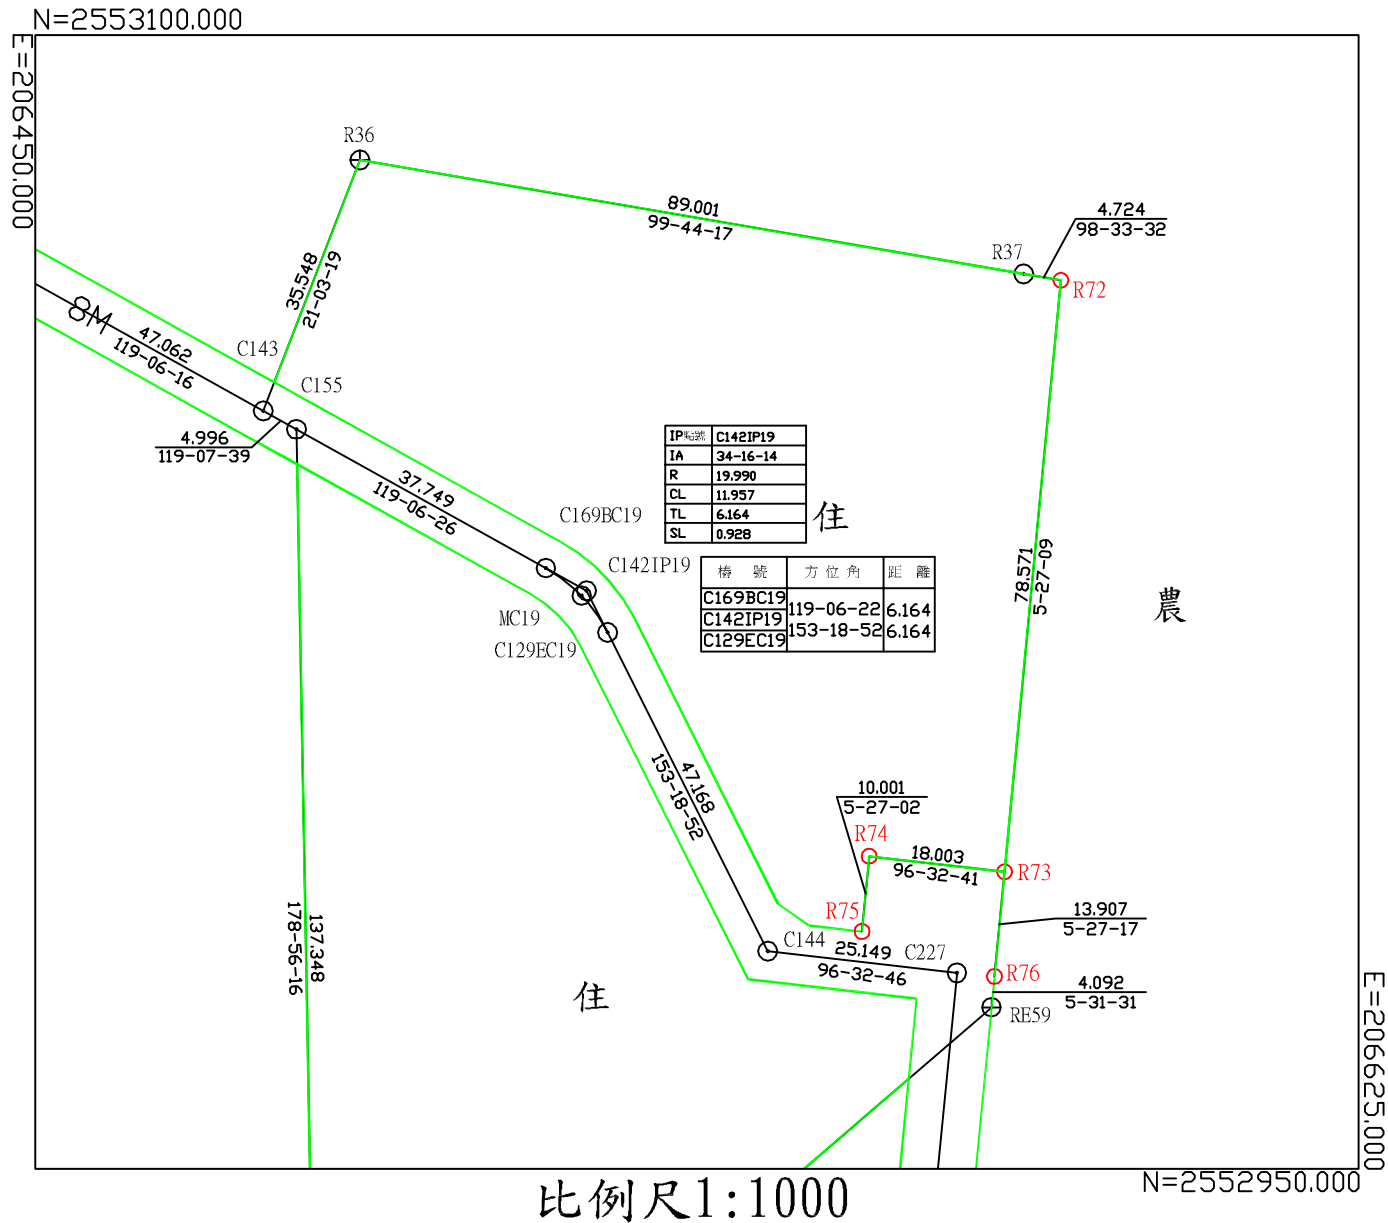 N=2553100.000
E=206450.000
R36
89.001
99-44-17
4.724
98-33-32
R37
R72
35.548
21-03-19
8M
47.062
119-06-16
C143
C155
4.996
119-07-39
37.749
119-06-26
IP點號 C142IP19
IA 34-16-14
R 19.990
CL 11.957
TL 6.164
SL 0.928
住
C169BC19
C142IP19
樁 號 方位角 距 離
C169BC19
119-06-22 6.164
C142IP19
153-18-52 6.164
C129EC19
78.571
5-27-09
農
MC19
C129EC19
47.168
153-18-52
10.001
5-27-02
R74
18.003
96-32-41
R73
R75
13.907
5-27-17
137.348
178-56-16
C144
25.149
96-32-46
C227
R76
4.092
5-31-31
RE59
住
E=206625.000
N=2552950.000
比例尺1:1000